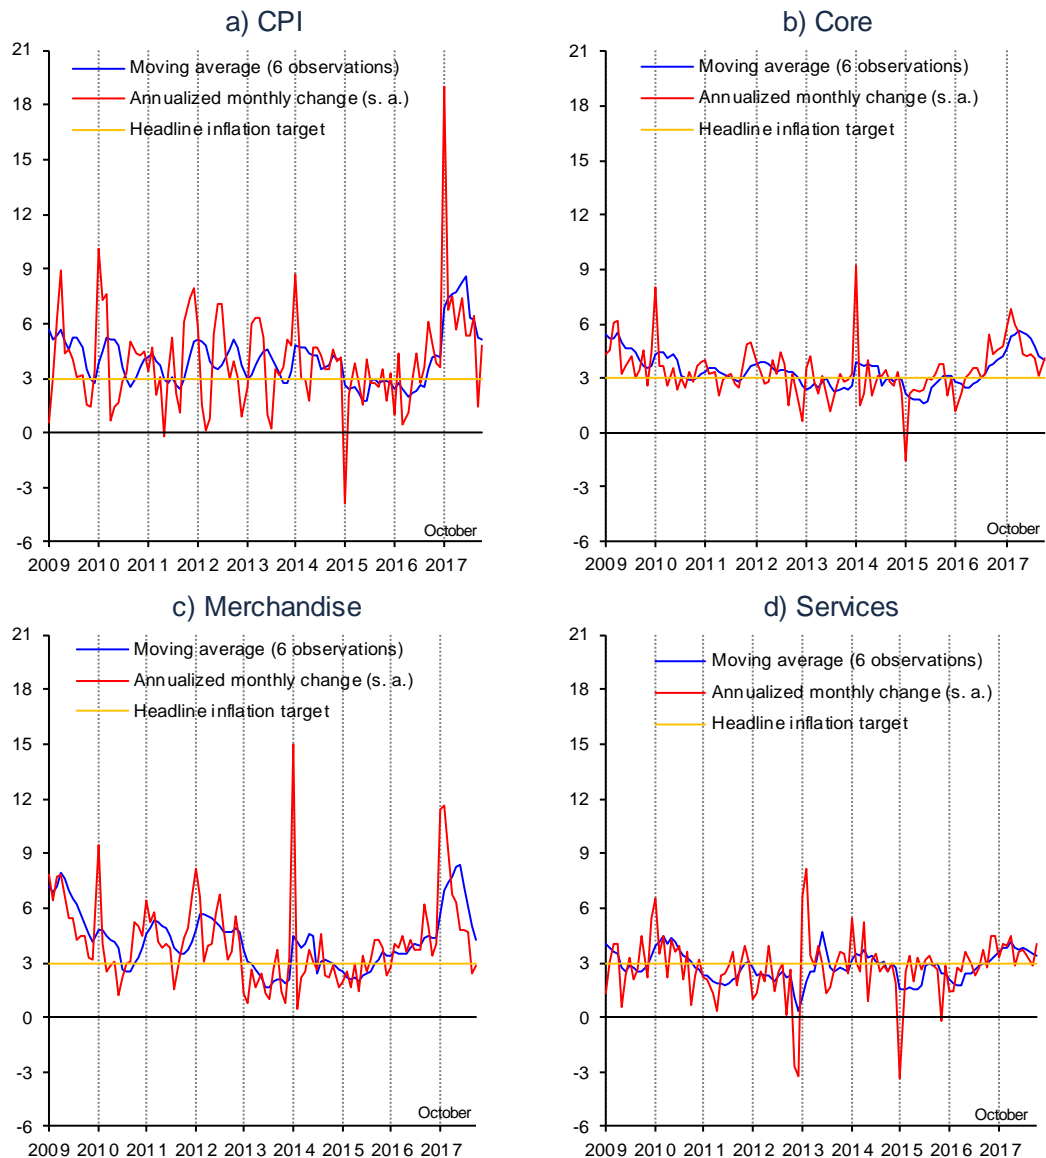 a) CPI
21
18
15
12
9
6
3
0
-3
-6
Moving average (6 observations)
Annualized monthly change (s. a.)
Headline inflation target
October
2009 2010 2011 2012 2013 2014 2015 2016 2017
b) Core
21
18
15
12
9
6
3
0
-3
-6
Moving average (6 observations)
Annualized monthly change (s. a.)
Headline inflation target
October
2009 2010 2011 2012 2013 2014 2015 2016 2017
c) Merchandise
21
18
15
12
9
6
3
0
-3
-6
Moving average (6 observations)
Annualized monthly change (s. a.)
Headline inflation target
October
2009 2010 2011 2012 2013 2014 2015 2016 2017
d) Services
21
18
15
12
9
6
3
0
-3
-6
Moving average (6 observations)
Annualized monthly change (s. a.)
Headline inflation target
October
2009 2010 2011 2012 2013 2014 2015 2016 2017